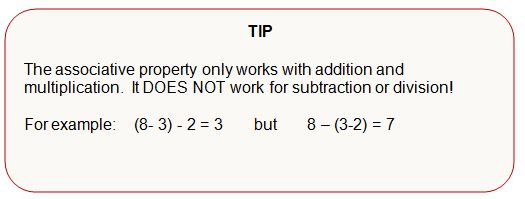 TIP
The associative property only works with addition and
multiplication.  It DOES NOT work for subtraction or division!
For example:    (8- 3) - 2 = 3       but       8 – (3-2) = 7